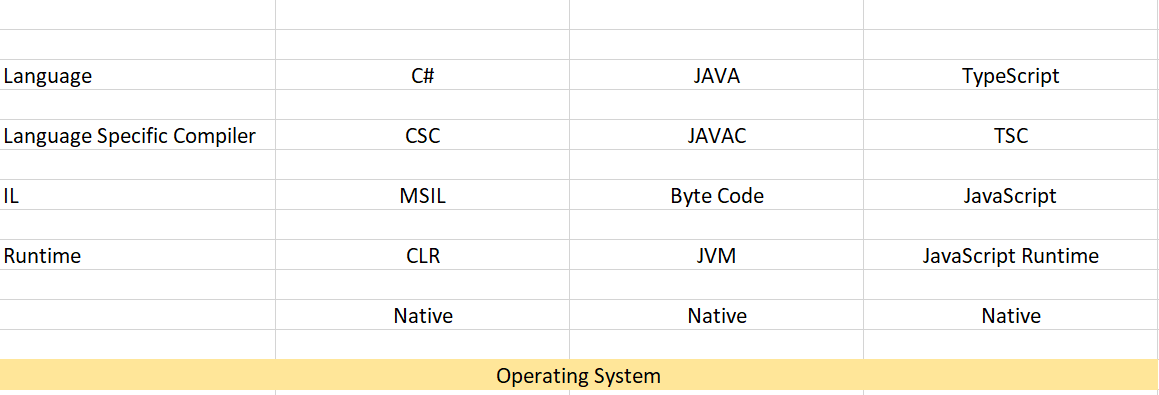 Language C# JAVA TypeScript
Language Specific Compiler CSC JAVAC TSC
IL MSIL Byte Code JavaScript
Runtime CLR JVM JavaScript Runtime
Native Native Native
Operating System